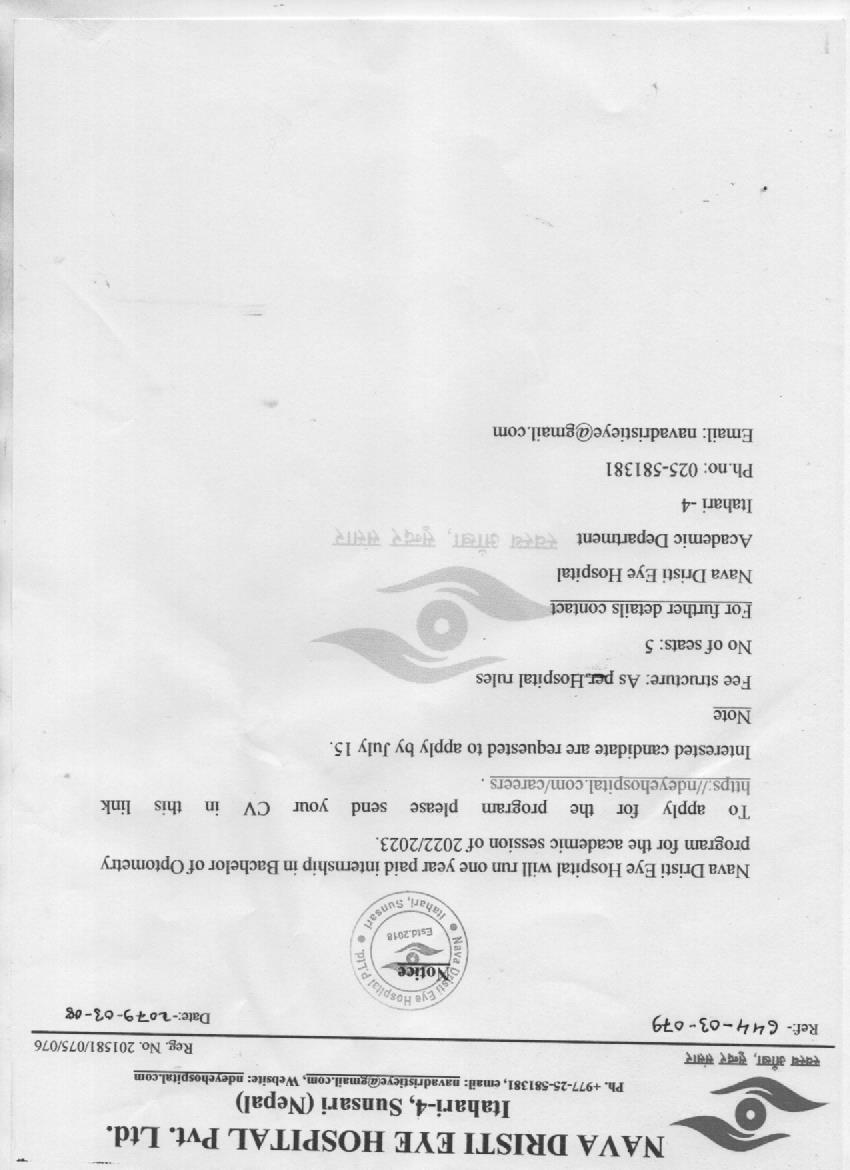 NAVA DRISTI EYE HOSPITAL Pvt. Ltd.
Itahari-4, Sunsari (Nepal)
Ph. +977-25-581381, email: navadristieye@gmail.com, Website: ndeyehospital.com
स्वस्थ आँखा, सुन्दर संसार
Reg. No. 201581/075/076
Ref:- 644-03-079
Date:-2079-03-08
Nava Dristi Eye Hospital P.Ltd.
Notice
Estd.2018
Itahari, Sunsari
Nava Dristi Eye Hospital will run one year paid internship in Bachelor of Optometry
program for the academic session of 2022/2023.
To apply for the program please send your CV in this link
https://ndeyehospital.com/careers .
Interested candidate are requested to apply by July 15.
Note
Fee structure: As per Hospital rules
No of seats: 5
For further details contact
Nava Dristi Eye Hospital
Academic Department
स्वस्थ आँखा, सुन्दर संसार
Itahari -4
Ph.no: 025-581381
Email: navadristieye@gmail.com